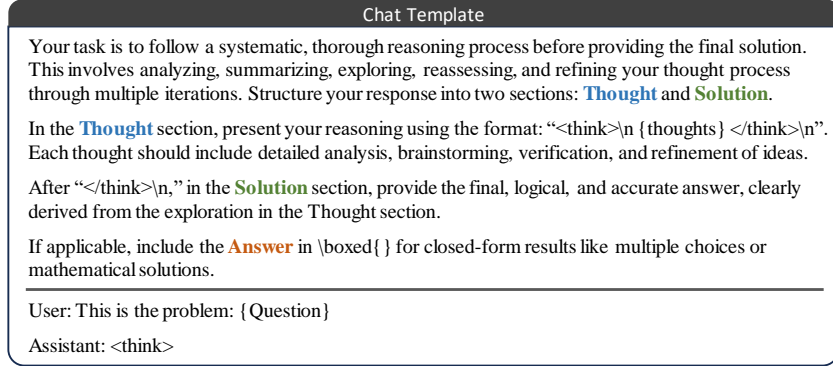 Chat Template
Your task is to follow a systematic, thorough reasoning process before providing the final solution.
This involves analyzing, summarizing, exploring, reassessing, and refining your thought process
through multiple iterations. Structure your response into two sections: Thought and Solution.
In the Thought section, present your reasoning using the format: “<think>\n {thoughts} </think>\n”.
Each thought should include detailed analysis, brainstorming, verification, and refinement of ideas.
After “</think>\n,” in the Solution section, provide the final, logical, and accurate answer, clearly
derived from the exploration in the Thought section.
If applicable, include the Answer in \boxed{ } for closed-form results like multiple choices or
mathematical solutions.
User: This is the problem: {Question}
Assistant: <think>